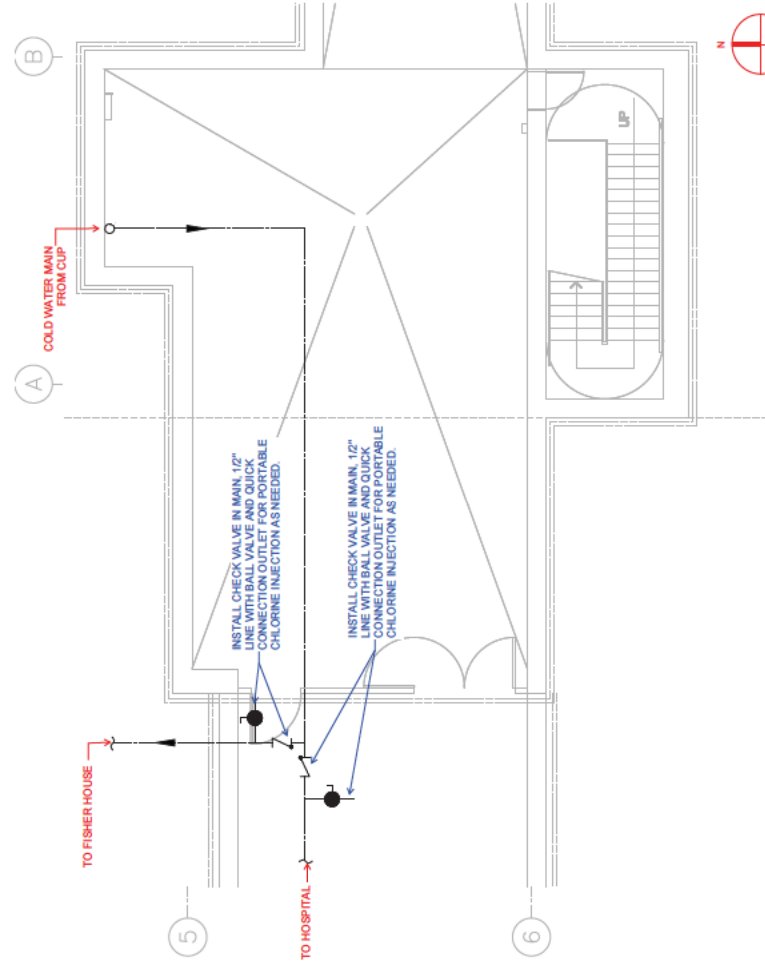 N
B
COLD WATER MAIN
FROM CUP
UP
A
INSTALL CHECK VALVE IN MAIN, 1/2"
LINE WITH BALL VALVE AND QUICK
CONNECTION OUTLET FOR PORTABLE
CHLORINE INJECTION AS NEEDED.
INSTALL CHECK VALVE IN MAIN, 1/2"
LINE WITH BALL VALVE AND QUICK
CONNECTION OUTLET FOR PORTABLE
CHLORINE INJECTION AS NEEDED.
TO FISHER HOUSE
TO HOSPITAL
5
6